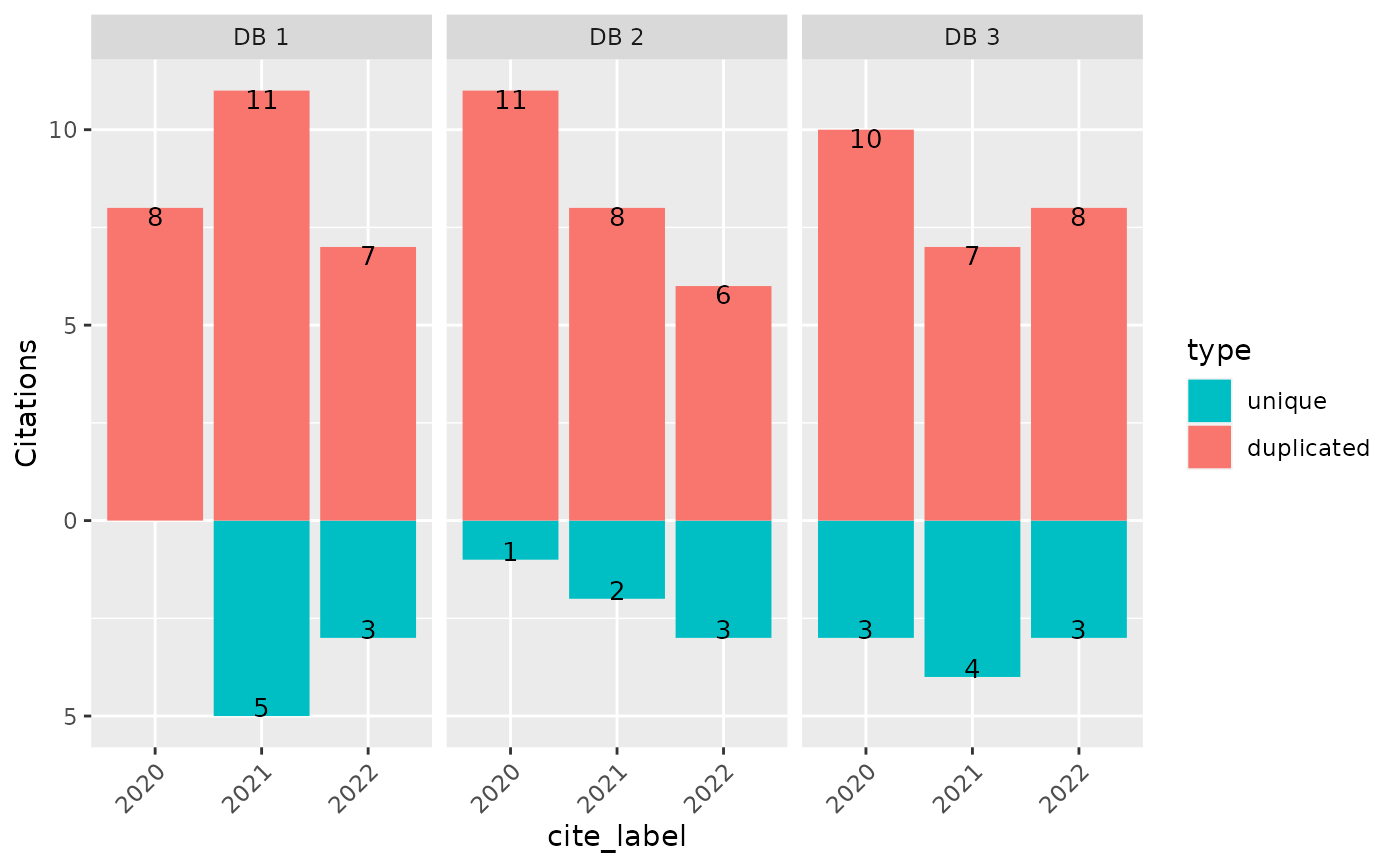 DB 1 DB 2 DB 3
Citations
10
5
0
5
8 11 7
5 3
11 8 6
1 2 3
10 7 8
3 4 3
2020 2021 2022 2020 2021 2022 2020 2021 2022
cite_label
type
unique
duplicated